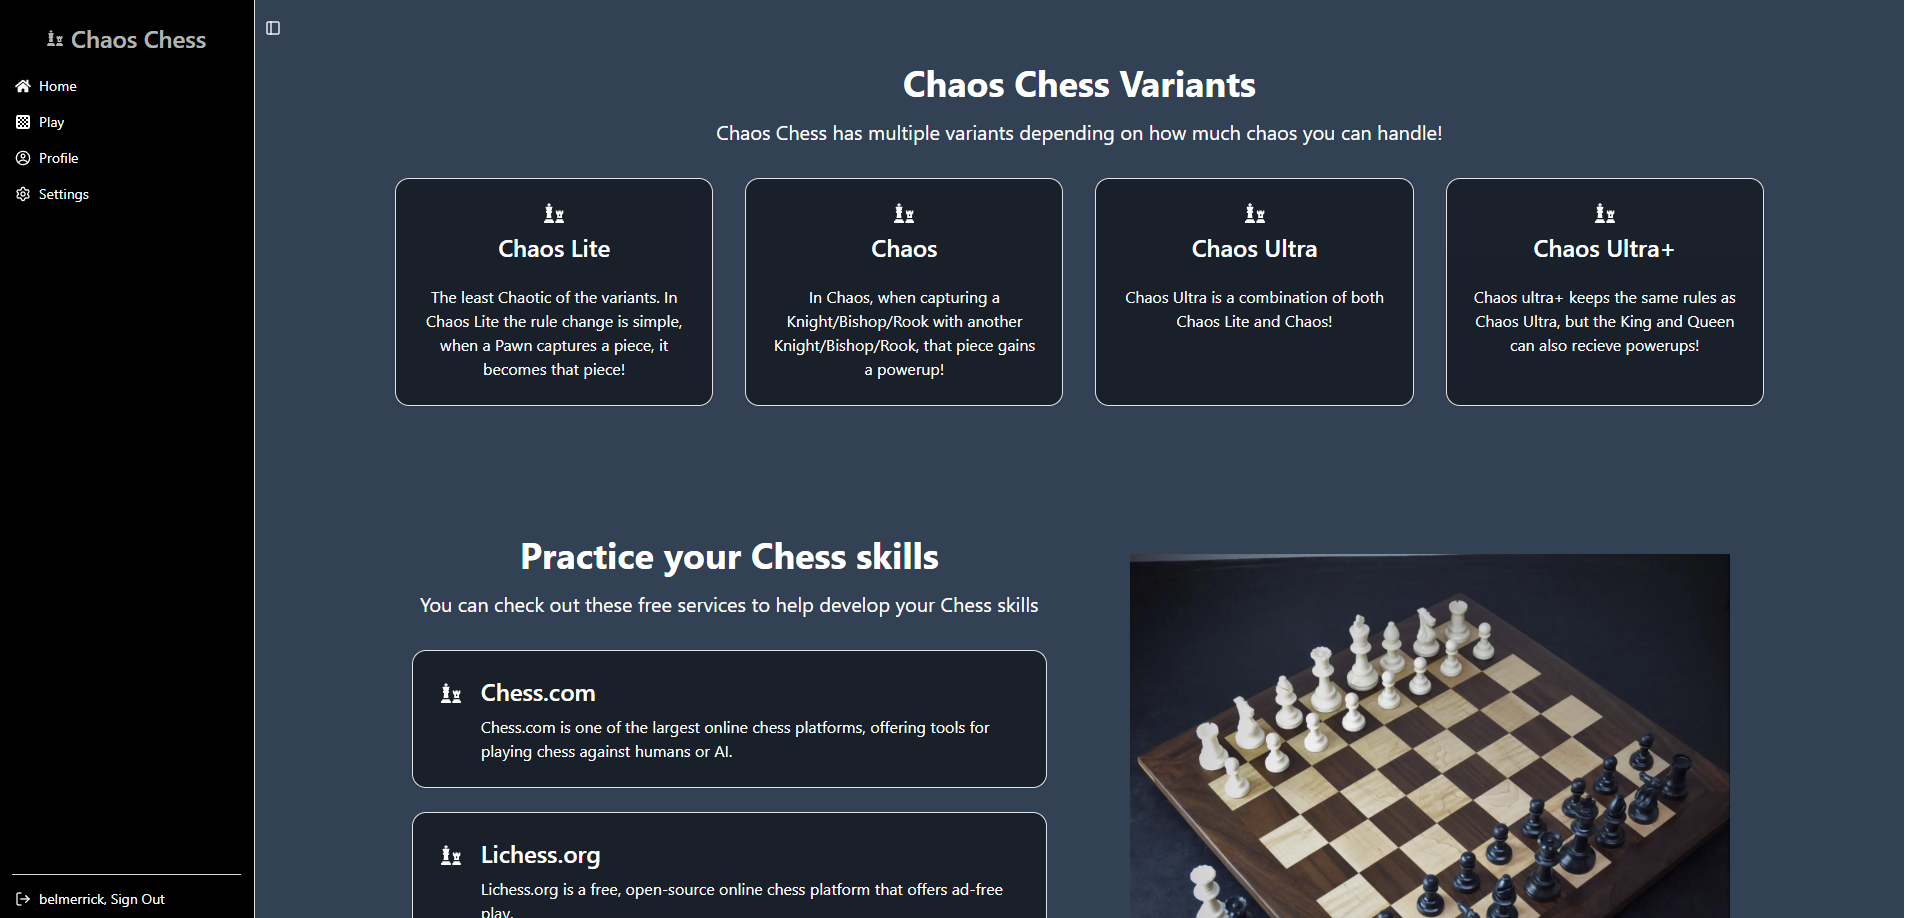 Chaos Chess
Home
Play
Profile
Settings
belmerrick, Sign Out
Chaos Chess Variants
Chaos Chess has multiple variants depending on how much chaos you can handle!
Chaos Lite
The least Chaotic of the variants. In
Chaos Lite the rule change is simple,
when a Pawn captures a piece, it
becomes that piece!
Chaos
In Chaos, when capturing a
Knight/Bishop/Rook with another
Knight/Bishop/Rook, that piece gains
a powerup!
Chaos Ultra
Chaos Ultra is a combination of both
Chaos Lite and Chaos!
Chaos Ultra+
Chaos ultra+ keeps the same rules as
Chaos Ultra, but the King and Queen
can also recieve powerups!
Practice your Chess skills
You can check out these free services to help develop your Chess skills
Chess.com
Chess.com is one of the largest online chess platforms, offering tools for
playing chess against humans or AI.
Lichess.org
Lichess.org is a free, open-source online chess platform that offers ad-free
play.